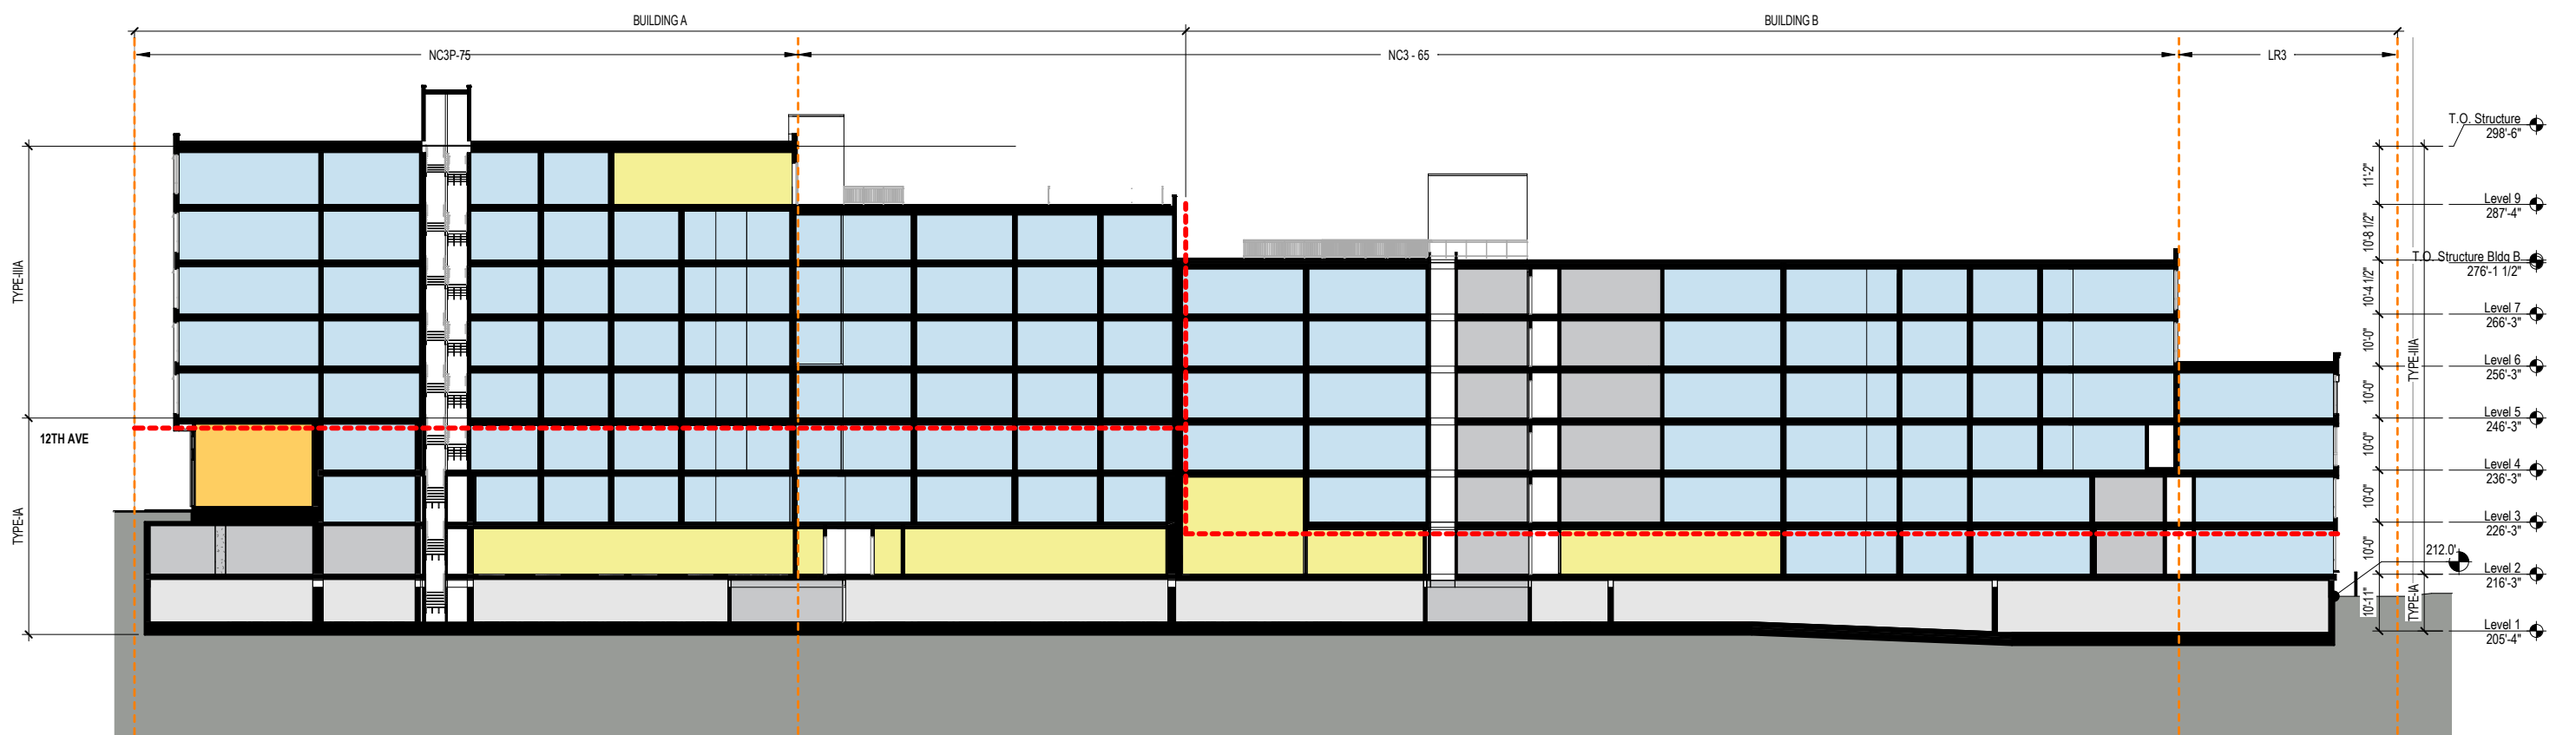 BUILDING A
BUILDING B
NC3P-75
NC3 - 65
LR3
T.O. Structure
298'-6"
11'-2"
Level 9
287'-4"
10'-8 1/2"
T.O. Structure Bldg B
276'-1 1/2"
10'-4 1/2"
Level 7
266'-3"
10'-0"
Level 6
256'-3"
10'-0"
Level 5
246'-3"
10'-0"
Level 4
236'-3"
10'-0"
Level 3
226'-3"
10'-0"
212.0'
Level 2
216'-3"
10'-11"
Level 1
205'-4"
TYPE-IIIA
TYPE-IA
TYPE-IIIA
12TH AVE
TYPE-IA